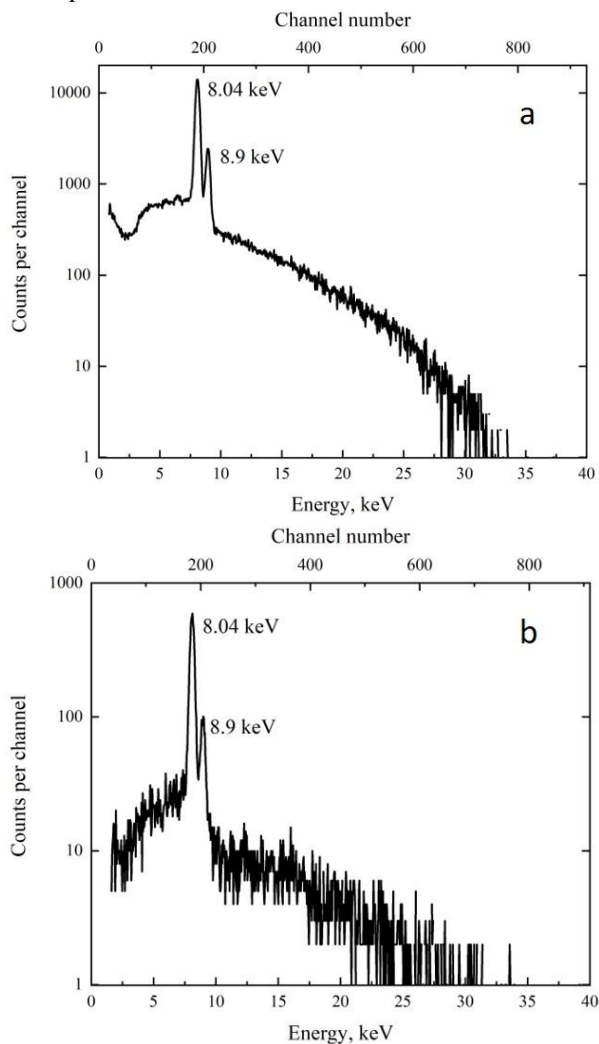 Channel number
0 200 400 600 800
10000
1000
100
10
1
Counts per channel
8.04 keV
8.9 keV
a
0 5 10 15 20 25 30 35 40
Energy, keV
Channel number
0 200 400 600 800
1000
100
10
1
Counts per channel
8.04 keV
8.9 keV
b
0 5 10 15 20 25 30 35 40
Energy, keV